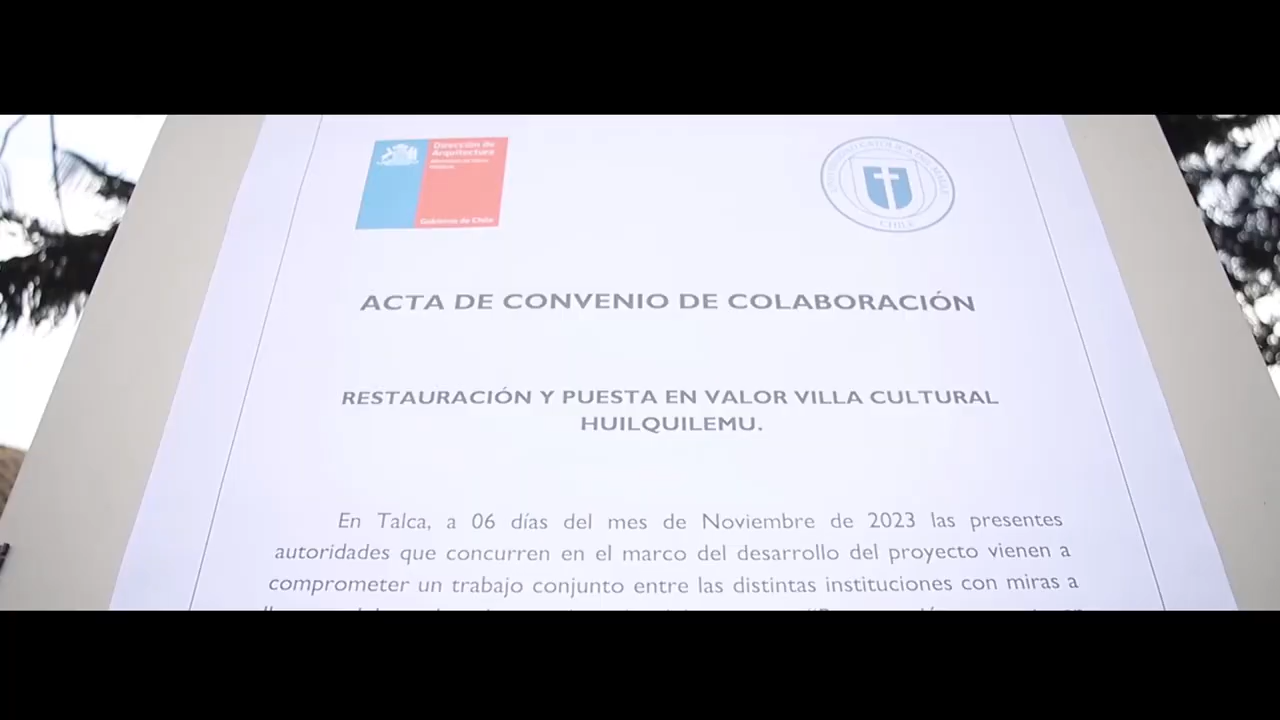 Dirección de
Arquitectura
Gobierno de Chile
CHILE
ACTA DE CONVENIO DE COLABORACIÓN
RESTAURACIÓN Y PUESTA EN VALOR VILLA CULTURAL
HUILQUILEMU.
En Talca, a 06 días del mes de Noviembre de 2023 las presentes
autoridades que concurren en el marco del desarrollo del proyecto vienen a
comprometer un trabajo conjunto entre las distintas instituciones con miras a